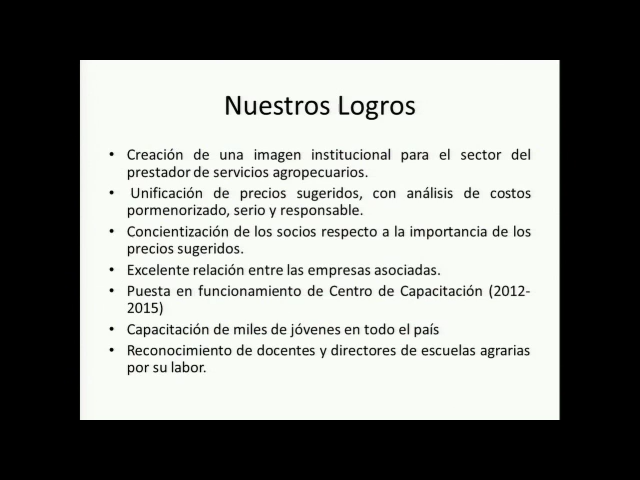 Nuestros Logros
• Creación de una imagen institucional para el sector del
prestador de servicios agropecuarios.
• Unificación de precios sugeridos, con análisis de costos
pormenorizado, serio y responsable.
• Concientización de los socios respecto a la importancia de los
precios sugeridos.
• Excelente relación entre las empresas asociadas.
• Puesta en funcionamiento de Centro de Capacitación (2012-
2015)
• Capacitación de miles de jóvenes en todo el país
• Reconocimiento de docentes y directores de escuelas agrarias
por su labor.